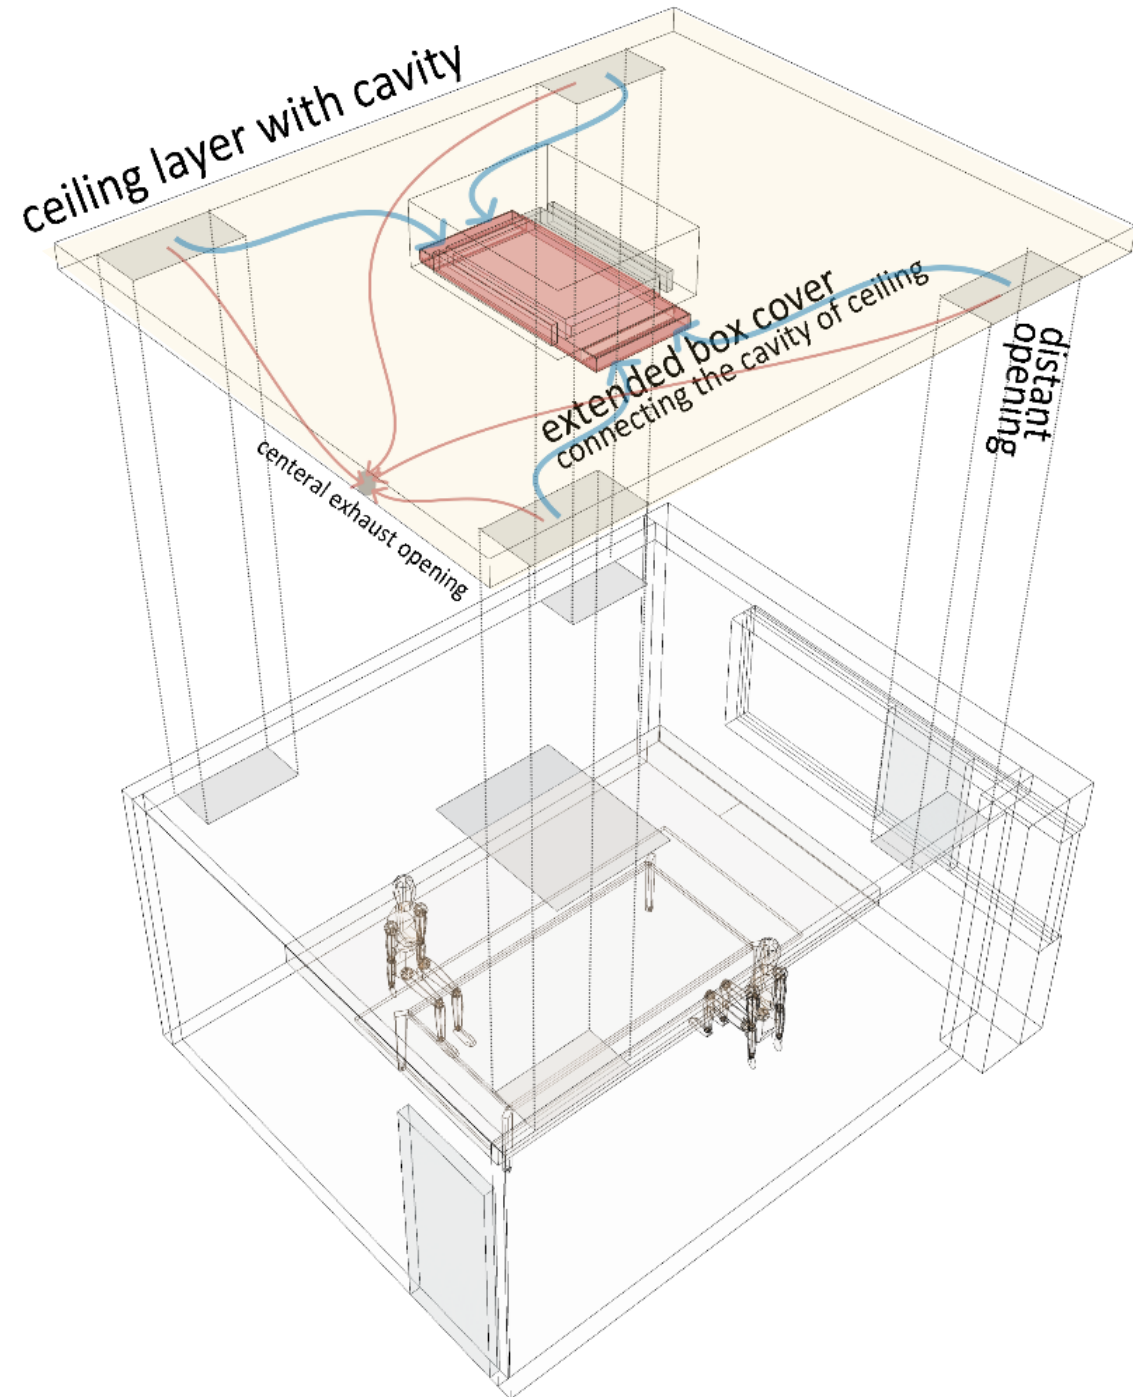 ceiling layer with cavity
extended box cover
connecting the cavity of ceiling
distant
opening
centeral exhaust opening